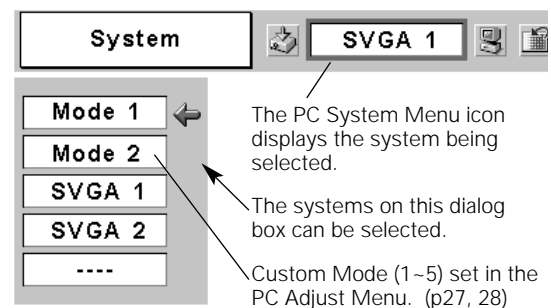 System
SVGA 1
Mode 1
Mode 2
SVGA 1
SVGA 2
----
The PC System Menu icon
displays the system being
selected.
The systems on this dialog
box can be selected.
Custom Mode (1~5) set in the
PC Adjust Menu. (p27, 28)